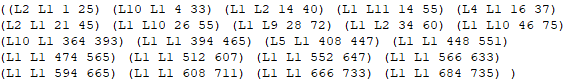 ((L2 L1 1 25) (L10 L1 4 33) (L1 L2 14 40) (L1 L11 14 55) (L4 L1 16 37)
(L2 L1 21 45) (L1 L10 26 55) (L1 L9 28 72) (L1 L2 34 60) (L1 L10 46 75)
(L10 L1 364 393) (L1 L1 394 465) (L5 L1 408 447) (L1 L1 448 551)
(L1 L1 474 565) (L1 L1 512 607) (L1 L1 552 647) (L1 L1 566 633)
(L1 L1 594 665) (L1 L1 608 711) (L1 L1 666 733) (L1 L1 684 735) )